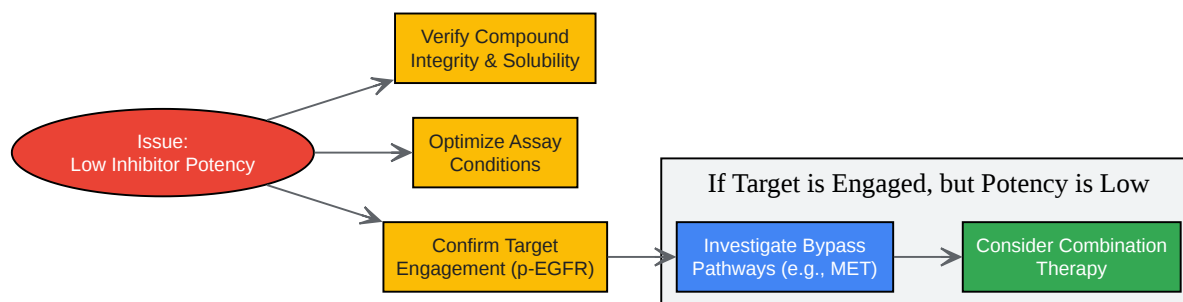 Verify Compound
Integrity & Solubility
Issue:
Low Inhibitor Potency
Optimize Assay
Conditions
If Target is Engaged, but Potency is Low
Confirm Target
Engagement (p-EGFR)
Investigate Bypass
Pathways (e.g., MET)
Consider Combination
Therapy